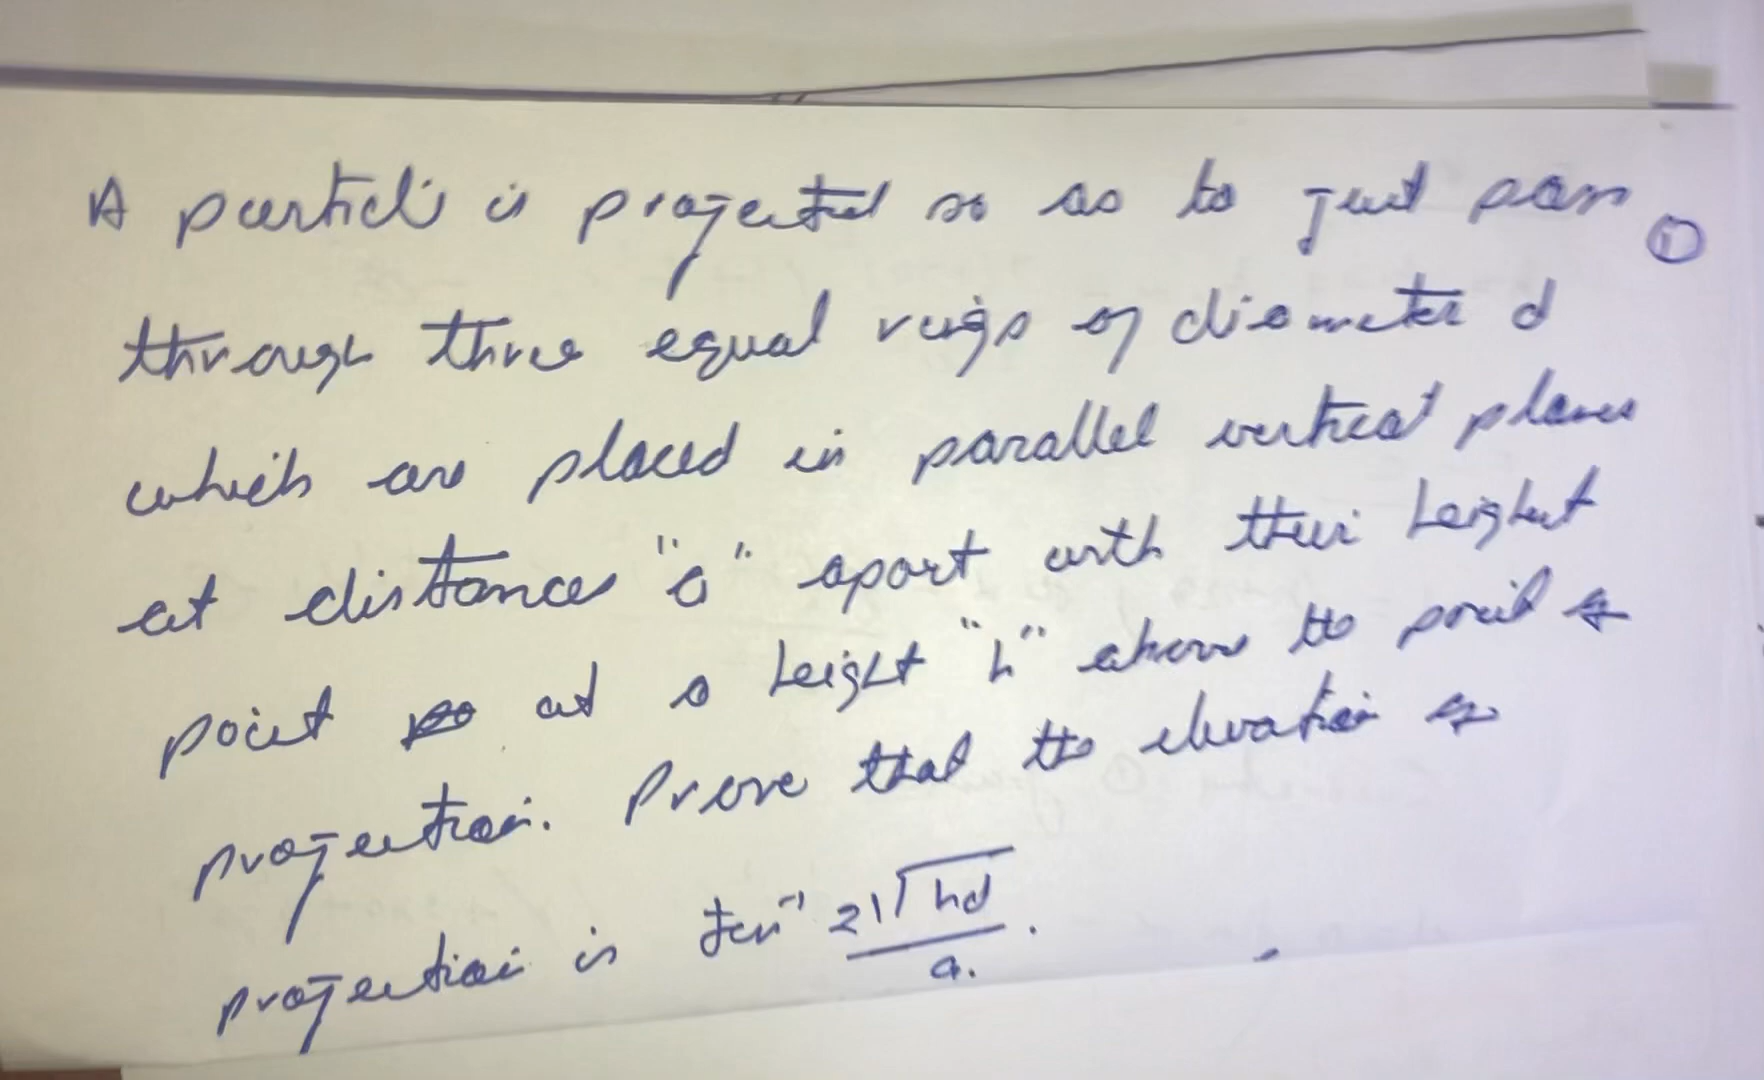 A particle is projected so as to just pass ①
through three equal rings of diameter d
which are placed in parallel vertical planes
at distances "a" apart with their heighest
point at a height "h" above the point of
projection. Prove that the elevation of
projection is tan⁻¹ 2√hd / a.